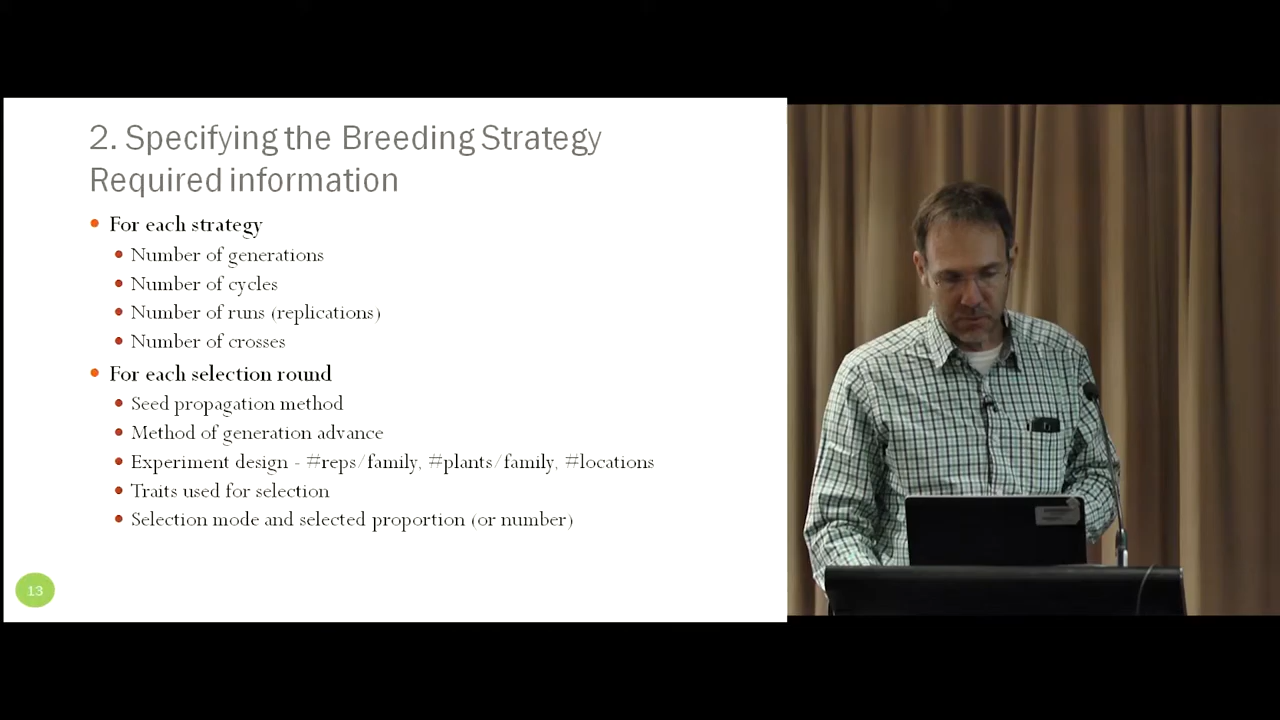 2. Specifying the Breeding Strategy
Required information
For each strategy
Number of generations
Number of cycles
Number of runs (replications)
Number of crosses
For each selection round
Seed propagation method
Method of generation advance
Experiment design - #reps/family, #plants/family, #locations
Traits used for selection
Selection mode and selected proportion (or number)
13